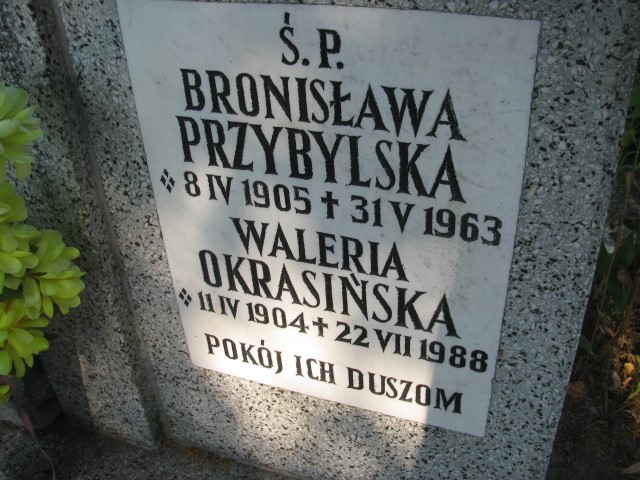 Ś.P.
BRONISŁAWA
PRZYBYLSKA
❖ 8 IV 1905 ✝ 31 V 1963
WALERIA
OKRASIŃSKA
❖ 11 IV 1904 ✝ 22 VII 1988
POKÓJ ICH DUSZOM